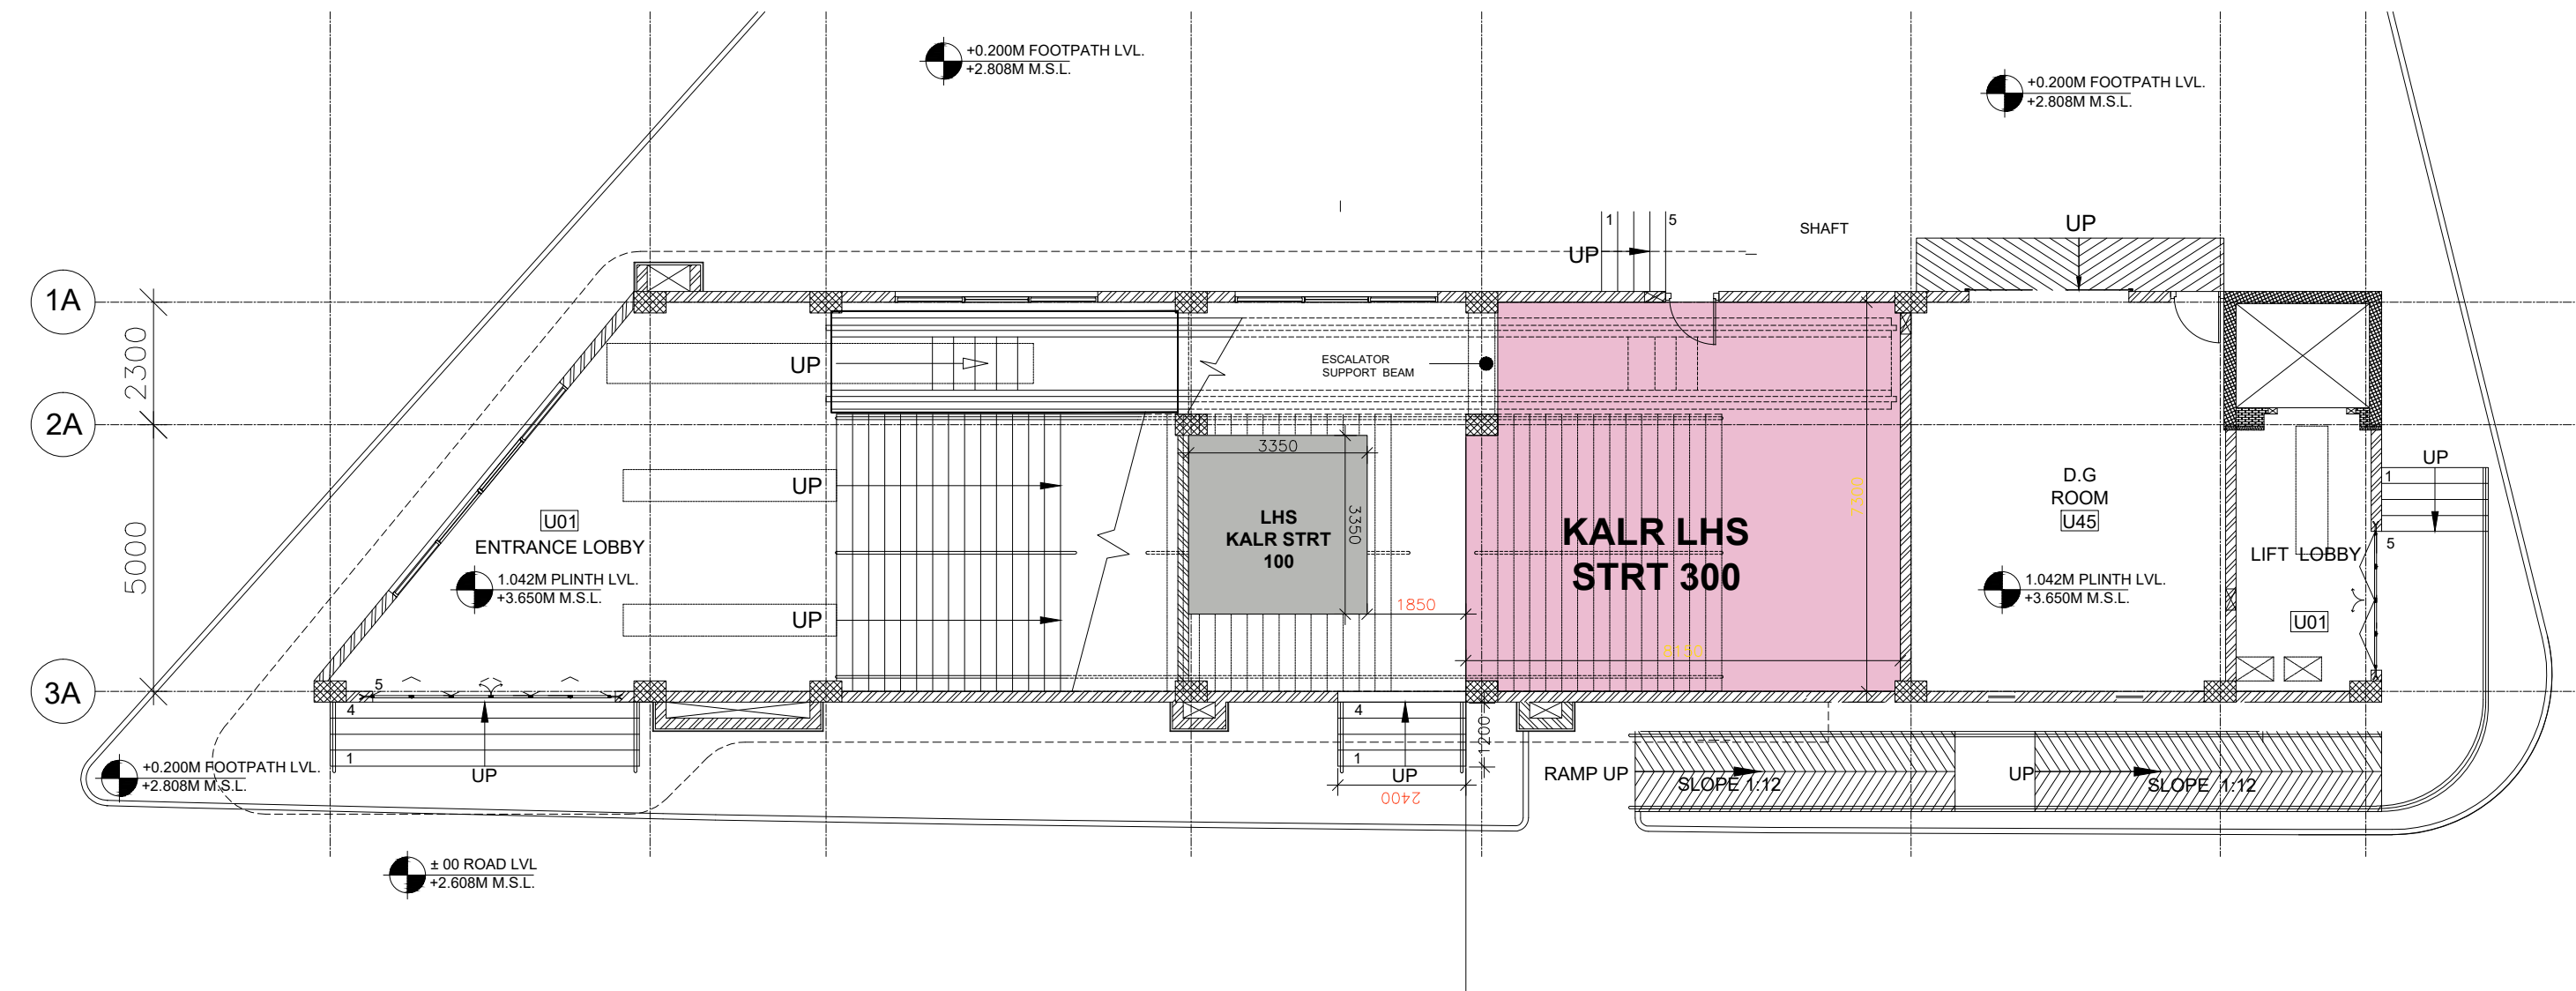 +0.200M FOOTPATH LVL.
+2.808M M.S.L.
+0.200M FOOTPATH LVL.
+2.808M M.S.L.
1
5
UP
SHAFT
UP
1A
2300
2A
5000
3A
UP
ESCALATOR
SUPPORT BEAM
UP
UP
U01
ENTRANCE LOBBY
1.042M PLINTH LVL.
+3.650M M.S.L.
3350
3350
LHS
KALR STRT
100
1850
KALR LHS
STRT 300
7300
8150
D.G
ROOM
U45
1.042M PLINTH LVL.
+3.650M M.S.L.
LIFT LOBBY
U01
UP
1
5
5
4
1
UP
4
1
UP
1200
2400
+0.200M FOOTPATH LVL.
+2.808M M.S.L.
RAMP UP
SLOPE 1:12
UP
SLOPE 1:12
± 00 ROAD LVL
+2.608M M.S.L.